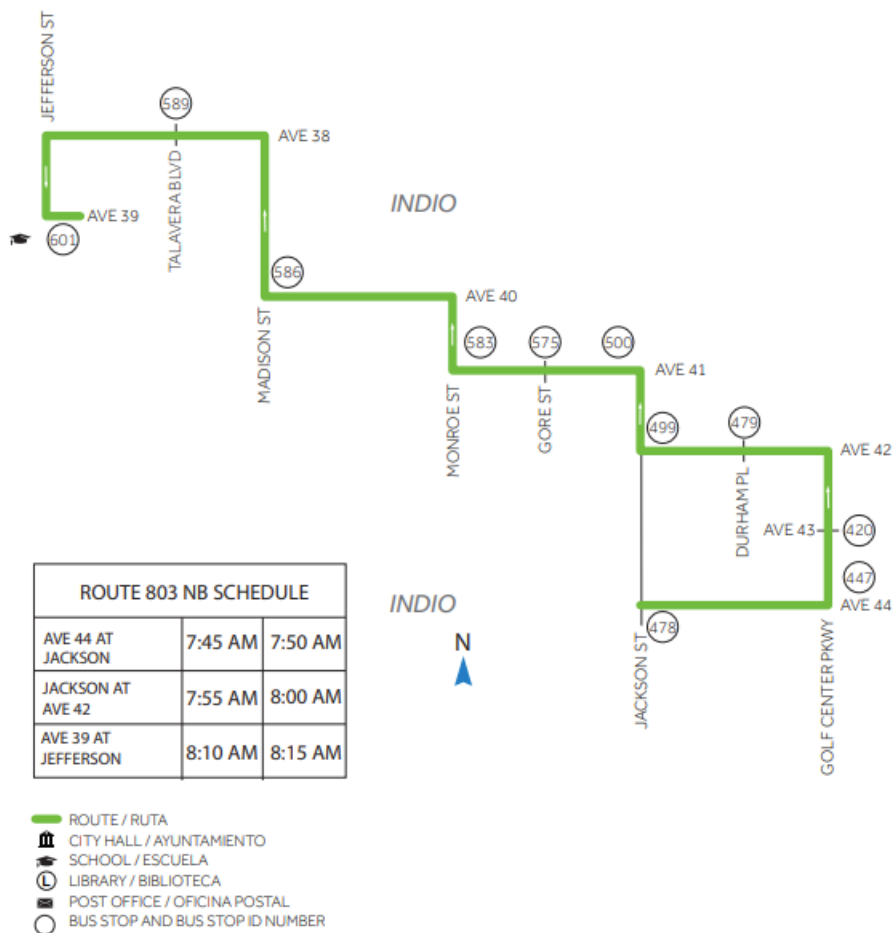 JEFFERSON ST
589
AVE 38
TALAVERA BLVD
INDIO
AVE 39
601
586
AVE 40
MADISON ST
583
575
500
AVE 41
MONROE ST
GORE ST
499
479
AVE 42
DURHAM PL
AVE 43
420
447
AVE 44
INDIO
N
478
JACKSON ST
GOLF CENTER PKWY
ROUTE 803 NB SCHEDULE
AVE 44 AT
JACKSON
7:45 AM
7:50 AM
JACKSON AT
AVE 42
7:55 AM
8:00 AM
AVE 39 AT
JEFFERSON
8:10 AM
8:15 AM
ROUTE / RUTA
CITY HALL / AYUNTAMIENTO
SCHOOL / ESCUELA
L LIBRARY / BIBLIOTECA
POST OFFICE / OFICINA POSTAL
BUS STOP AND BUS STOP ID NUMBER